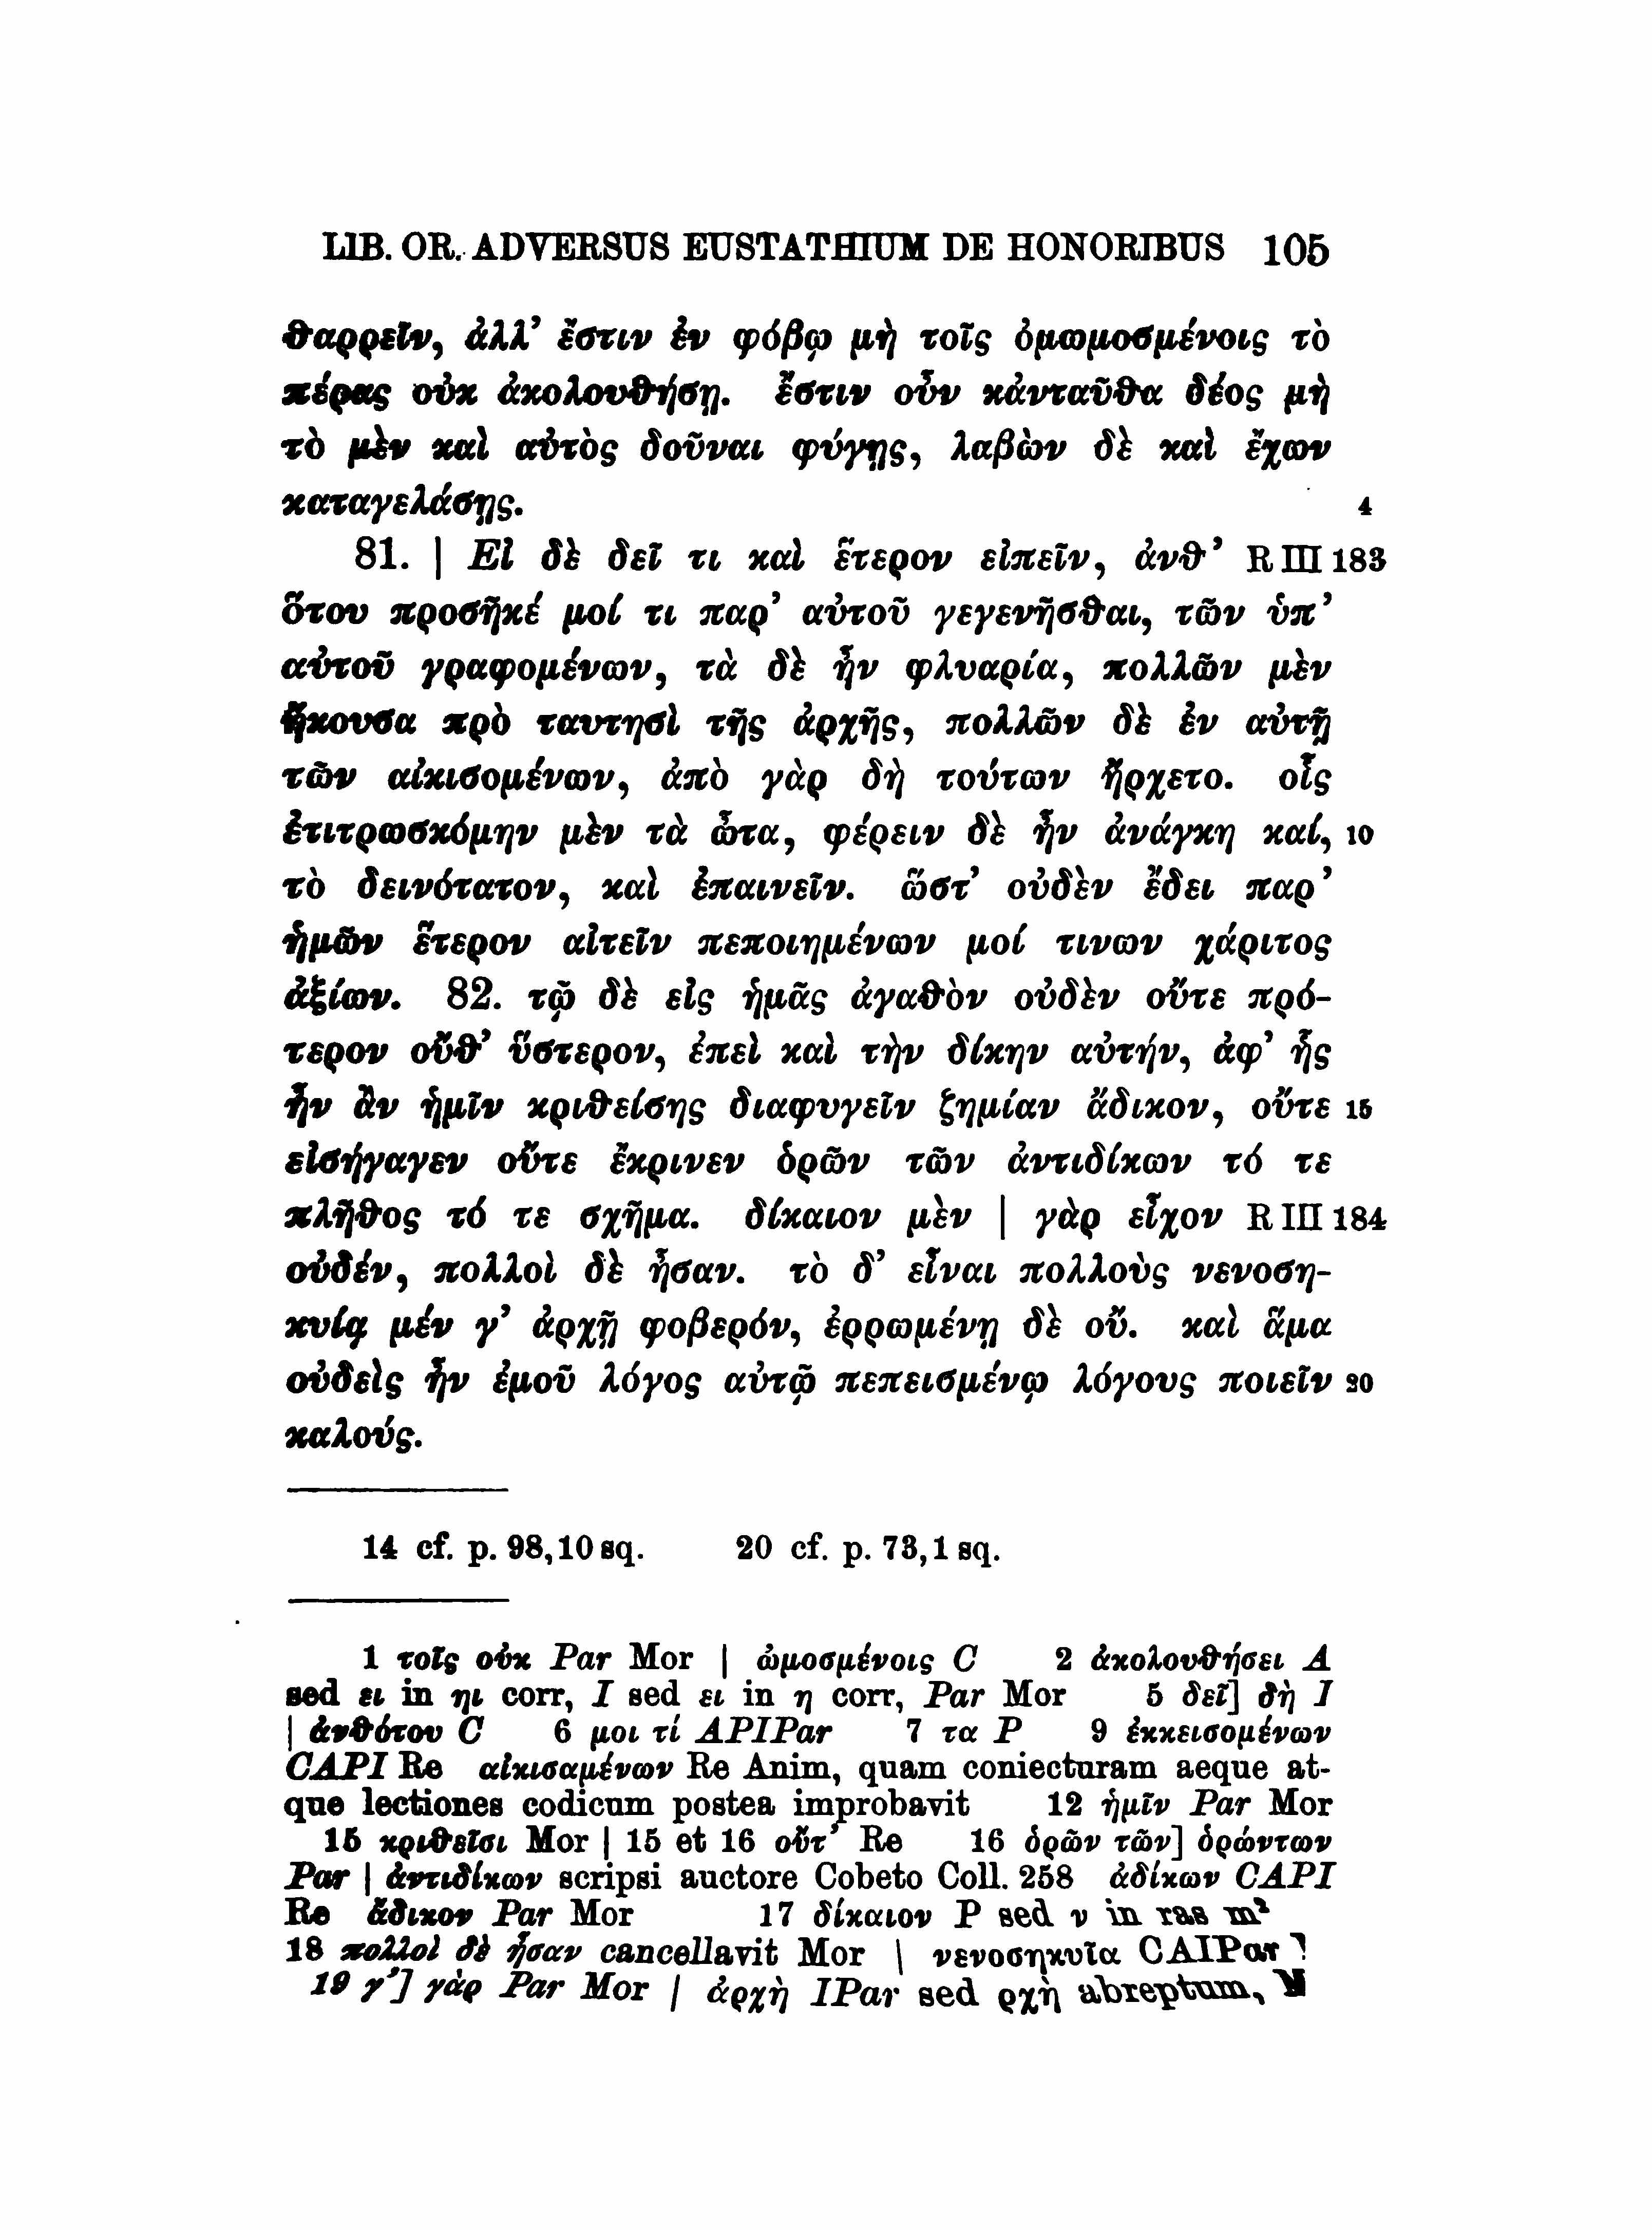 LIB. OR. ADVERSUS EUSTATHIUM DE HONORIBUS 105
θαρρεῖν, ἀλλ’ ἔστιν ἐν φόβῳ μὴ τοῖς ὀμωμοσμένοις τὸ
πέρας οὐκ ἀκολουθήσῃ. ἔστιν οὖν κἀνταῦθα δέος μὴ
τὸ μὲν καὶ αὐτὸς δοῦναι φύγῃς, λαβὼν δὲ καὶ ἔχων
καταγελάσῃς. 4
81. | Εἰ δὲ δεῖ τι καὶ ἕτερον εἰπεῖν, ἀνθ’ R III 183
ὅτου προσῆκέ μοί τι παρ’ αὐτοῦ γεγενῆσθαι, τῶν ὑπ’
αὐτοῦ γραφομένων, τὰ δὲ ἦν φλυαρία, πολλῶν μὲν
ἤκουσα πρὸ ταυτησὶ τῆς ἀρχῆς, πολλῶν δὲ ἐν αὐτῇ
τῶν αἰκισομένων, ἀπὸ γὰρ δὴ τούτων ἤρχετο. οἷς
ἐτιτρωσκόμην μὲν τὰ ὦτα, φέρειν δὲ ἦν ἀνάγκη καί, 10
τὸ δεινότατον, καὶ ἐπαινεῖν. ὥστ’ οὐδὲν ἔδει παρ’
ἡμῶν ἕτερον αἰτεῖν πεποιημένων μοί τινων χάριτος
ἀξίων. 82. τῷ δὲ εἰς ἡμᾶς ἀγαθὸν οὐδὲν οὔτε πρό-
τερον οὔθ’ ὕστερον, ἐπεὶ καὶ τὴν δίκην αὐτήν, ἀφ’ ἧς
ἦν ἂν ἡμῖν κριθείσης διαφυγεῖν ζημίαν ἄδικον, οὔτε 15
εἰσήγαγεν οὔτε ἔκρινεν ὁρῶν τῶν ἀντιδίκων τό τε
πλῆθος τό τε σχῆμα. δίκαιον μὲν | γὰρ εἶχον R III 184
οὐδέν, πολλοὶ δὲ ἦσαν. τὸ δ’ εἶναι πολλοὺς νενοση-
κυίᾳ μέν γ’ ἀρχῇ φοβερόν, ἐρρωμένῃ δὲ οὔ. καὶ ἅμα
οὐδεὶς ἦν ἐμοῦ λόγος αὐτῷ πεπεισμένῳ λόγους ποιεῖν 20
καλούς.
14 cf. p. 98,10 sq. 20 cf. p. 73,1 sq.
1 τοῖς οὐκ Par Mor | ὠμοσμένοις C 2 ἀκολουθήσει A
sed ει in ηι corr, I sed ει in η corr, Par Mor 5 δεῖ] δὴ I
| ἀνθότου C 6 μοι τί APIPar 7 τα P 9 ἐκκεισομένων
CAPI Re αἰκισαμένων Re Anim, quam coniecturam aeque at-
que lectiones codicum postea improbavit 12 ἡμῖν Par Mor
15 κριθεῖσι Mor | 15 et 16 οὔτ’ Re 16 ὁρῶν τῶν] ὁρώντων
Par | ἀντιδίκων scripsi auctore Cobeto Coll. 258 ἀδίκων CAPI
Re ἄδικον Par Mor 17 δίκαιον P sed ν in ras m²
18 πολλοὶ δὲ ἦσαν cancellavit Mor | νενοσηκυῖα CAIPar
19 γ’] γὰρ Par Mor | ἀρχὴ IPar sed ρχὴ abreptum,